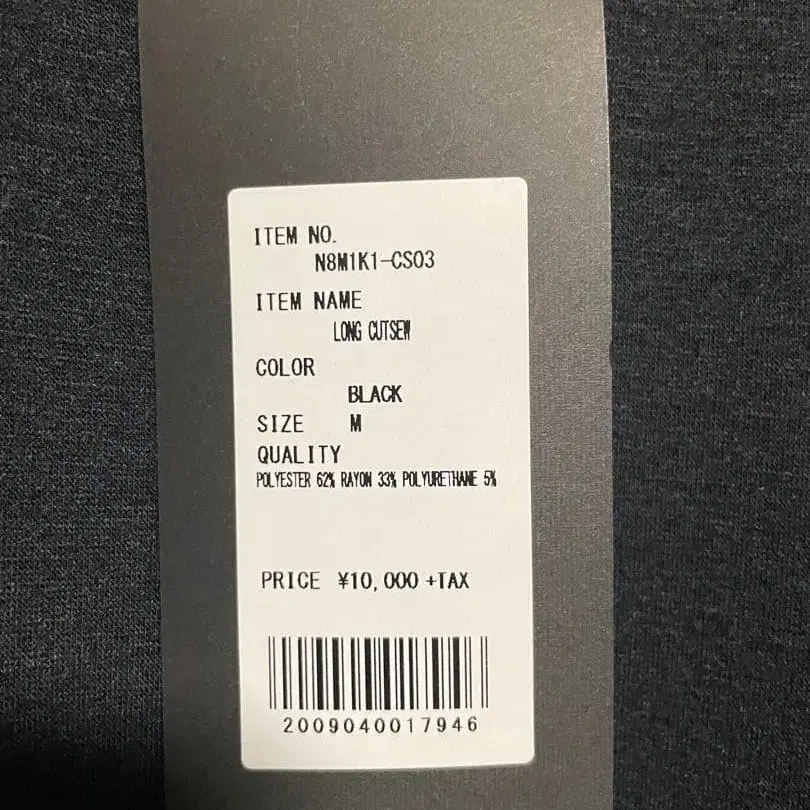 ITEM NO.
N8M1K1-CS03
ITEM NAME
LONG CUTSEW
COLOR
BLACK
SIZE M
QUALITY
POLYESTER 62% RAYON 33% POLYURETHANE 5%
PRICE ¥10,000 +TAX
2009040017946